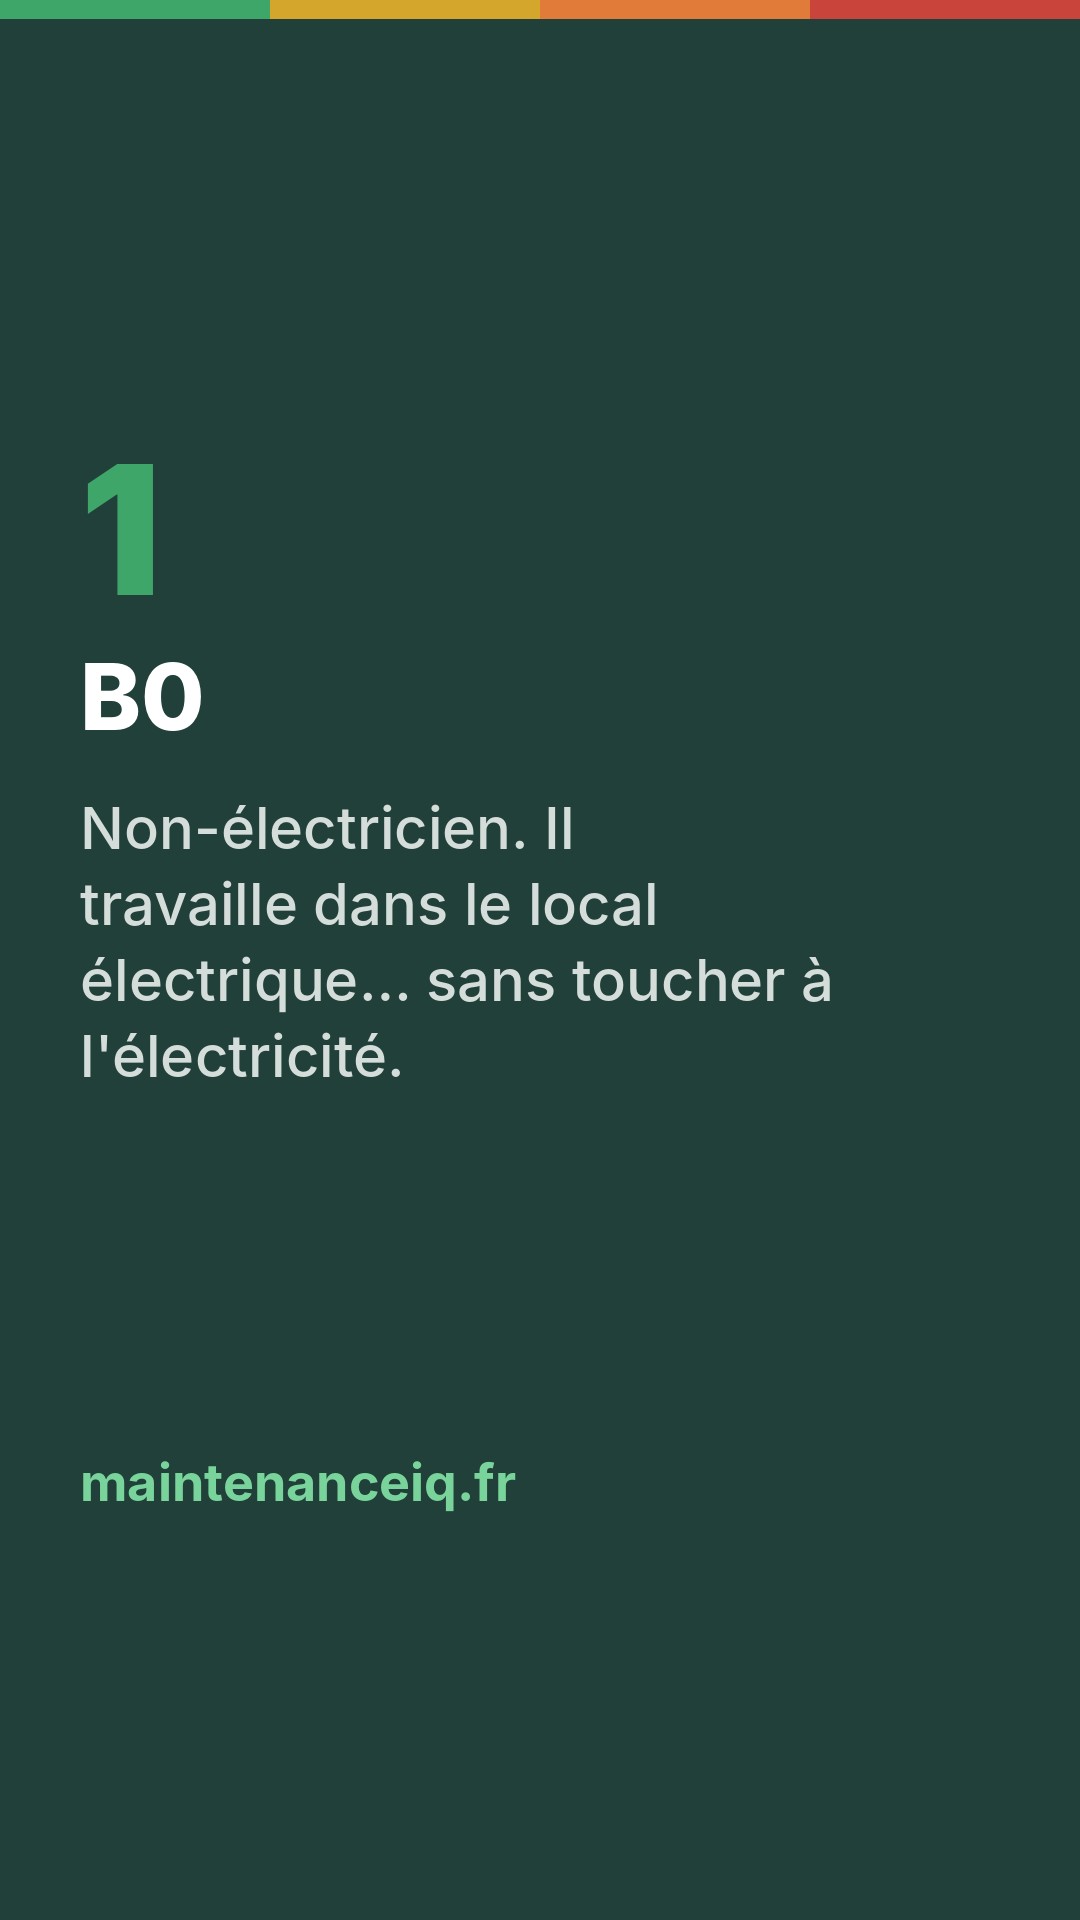 1
B0
Non-électricien. Il
travaille dans le local
électrique... sans toucher à
l'électricité.
maintenanceiq.fr